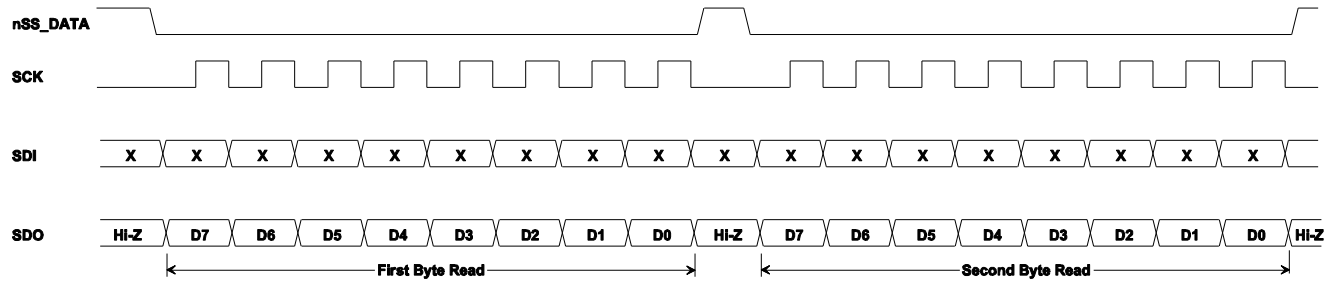 nSS_DATA
SCK
SDI X X X X X X X X X X X X X X X X X X
SDO Hi-Z D7 D6 D5 D4 D3 D2 D1 D0 Hi-Z D7 D6 D5 D4 D3 D2 D1 D0 Hi-Z
First Byte Read Second Byte Read